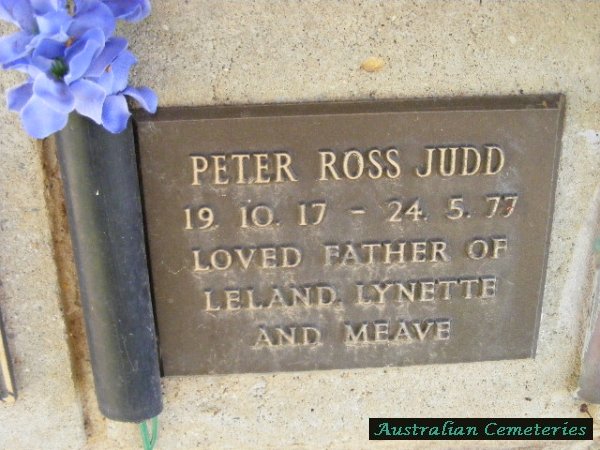 PETER ROSS JUDD
19. 10. 17 - 24. 5. 77
LOVED FATHER OF
LELAND, LYNETTE
AND MEAVE
Australian Cemeteries